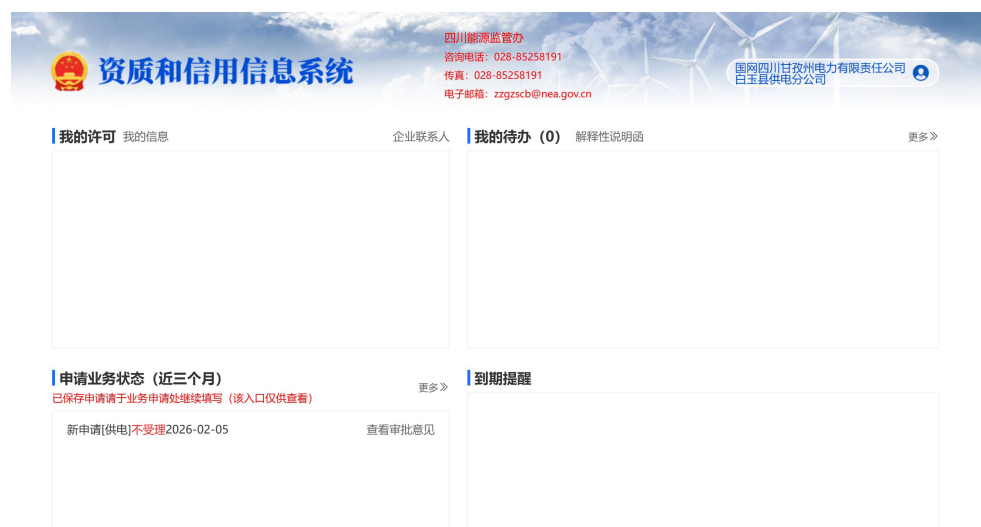 四川能源监管办
咨询电话：028-85258191
传真：028-85258191
电子邮箱：zzgzscb@nea.gov.cn
资质和信用信息系统
国网四川甘孜州电力有限责任公司
白玉县供电分公司
我的许可 我的信息 企业联系人
我的待办（0） 解释性说明函 更多
申请业务状态（近三个月） 更多
已保存申请请于业务申请处继续填写（该入口仅供查看）
到期提醒
新申请[供电]不受理2026-02-05 查看审批意见